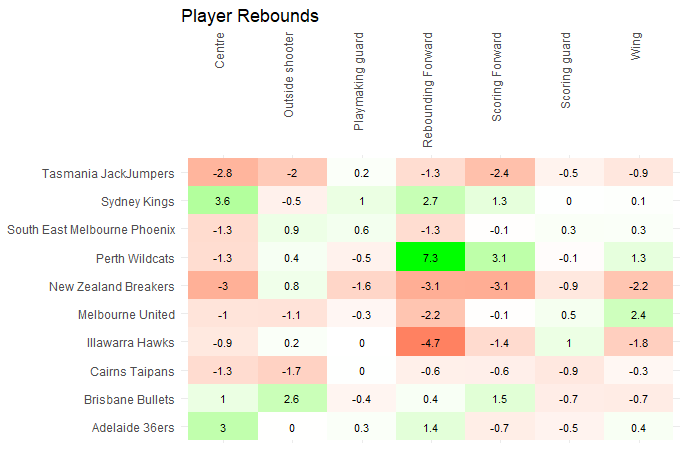 Player Rebounds
Centre
Outside shooter
Playmaking guard
Rebounding Forward
Scoring Forward
Scoring guard
Wing
Tasmania JackJumpers -2.8 -2 0.2 -1.3 -2.4 -0.5 -0.9
Sydney Kings 3.6 -0.5 1 2.7 1.3 0 0.1
South East Melbourne Phoenix -1.3 0.9 0.6 -1.3 -0.1 0.3 0.3
Perth Wildcats -1.3 0.4 -0.5 7.3 3.1 -0.1 1.3
New Zealand Breakers -3 0.8 -1.6 -3.1 -3.1 -0.9 -2.2
Melbourne United -1 -1.1 -0.3 -2.2 -0.1 0.5 2.4
Illawarra Hawks -0.9 0.2 0 -4.7 -1.4 1 -1.8
Cairns Taipans -1.3 -1.7 0 -0.6 -0.6 -0.9 -0.3
Brisbane Bullets 1 2.6 -0.4 0.4 1.5 -0.7 -0.7
Adelaide 36ers 3 0 0.3 1.4 -0.7 -0.5 0.4